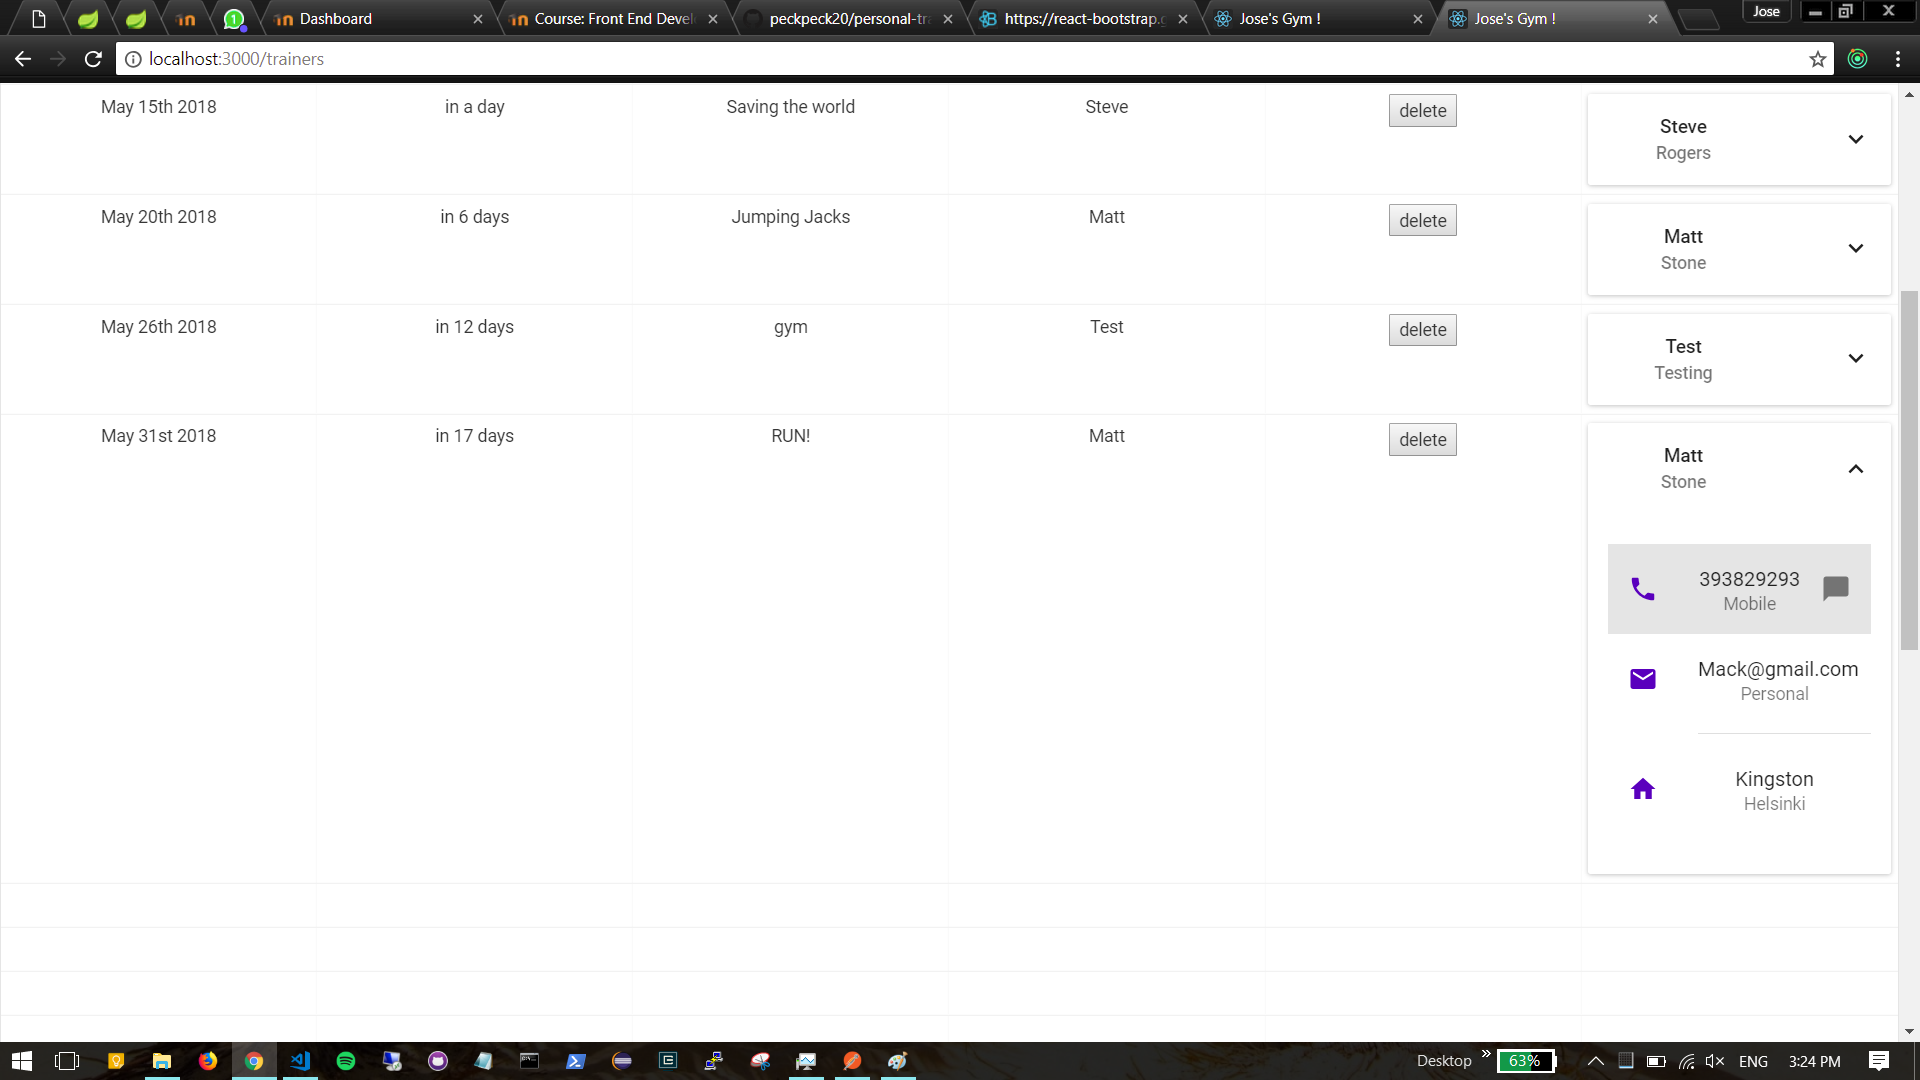 Dashboard
Course: Front End Devel
peckpeck20/personal-tra
https://react-bootstrap.g
Jose's Gym !
Jose's Gym !
Jose
1
localhost:3000/trainers
May 15th 2018 in a day Saving the world Steve delete Steve
Rogers
May 20th 2018 in 6 days Jumping Jacks Matt delete Matt
Stone
May 26th 2018 in 12 days gym Test delete Test
Testing
May 31st 2018 in 17 days RUN! Matt delete Matt
Stone
393829293
Mobile
Mack@gmail.com
Personal
Kingston
Helsinki
Desktop 63% ENG 3:24 PM